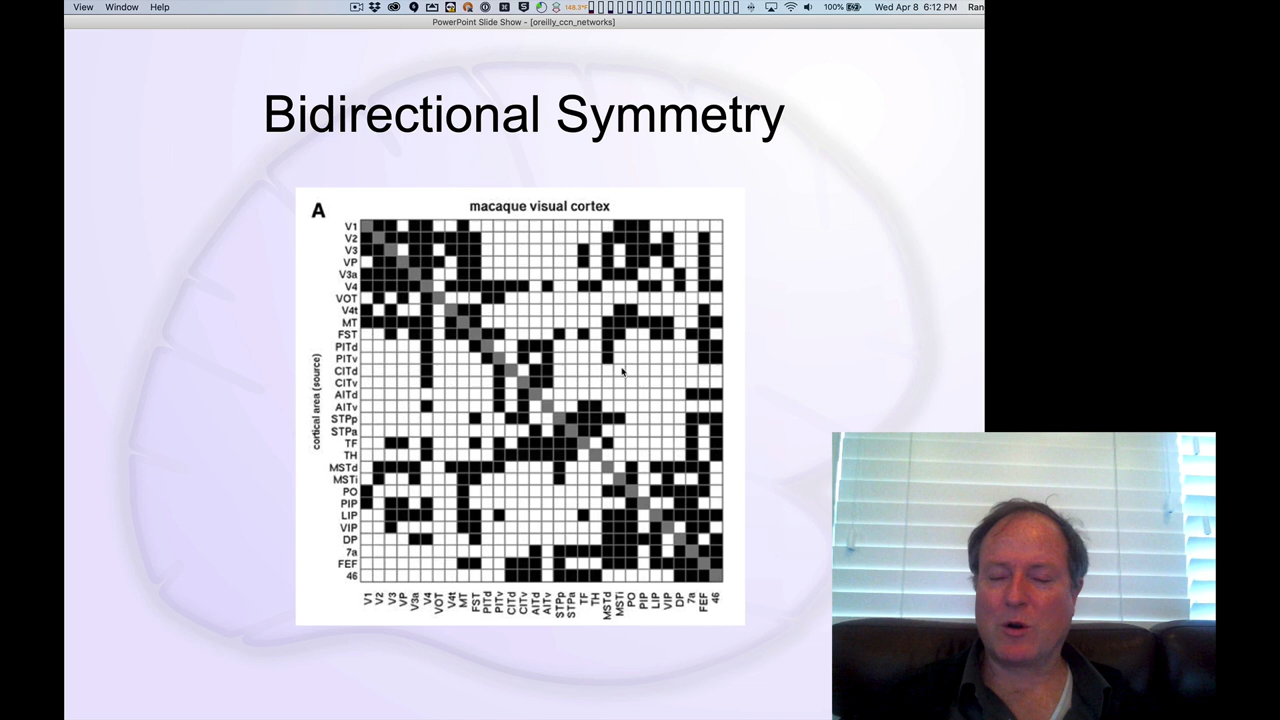 View Window Help 148.3°F 100% Wed Apr 8 6:12 PM Ran
PowerPoint Slide Show - [oreilly_ccn_networks]
Bidirectional Symmetry
A
macaque visual cortex
cortical area (source)
V1
V2
V3
VP
V3a
V4
VOT
V4t
MT
FST
PITd
PITv
CITd
CITv
AITd
AITv
STPp
STPa
TF
TH
MSTd
MSTi
PO
PIP
LIP
VIP
DP
7a
FEF
46
V1 V2 V3 VP V3a V4 VOT V4t MT FST PITd PITv CITd CITv AITd AITv STPp STPa TF TH MSTd MSTi PO PIP LIP VIP DP 7a FEF 46